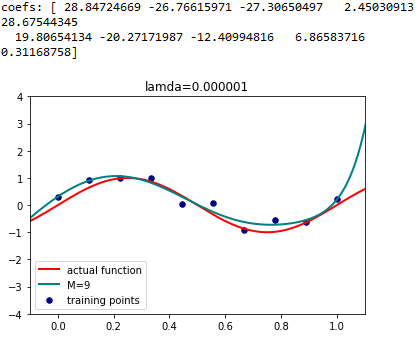 coefs: [ 28.84724669 -26.76615971 -27.30650497   2.45030913
28.67544345
  19.80654134 -20.27171987 -12.40994816   6.86583716
0.31168758]
lamda=0.000001
4
3
2
1
0
-1
-2
-3
-4
actual function
M=9
training points
0.0 0.2 0.4 0.6 0.8 1.0